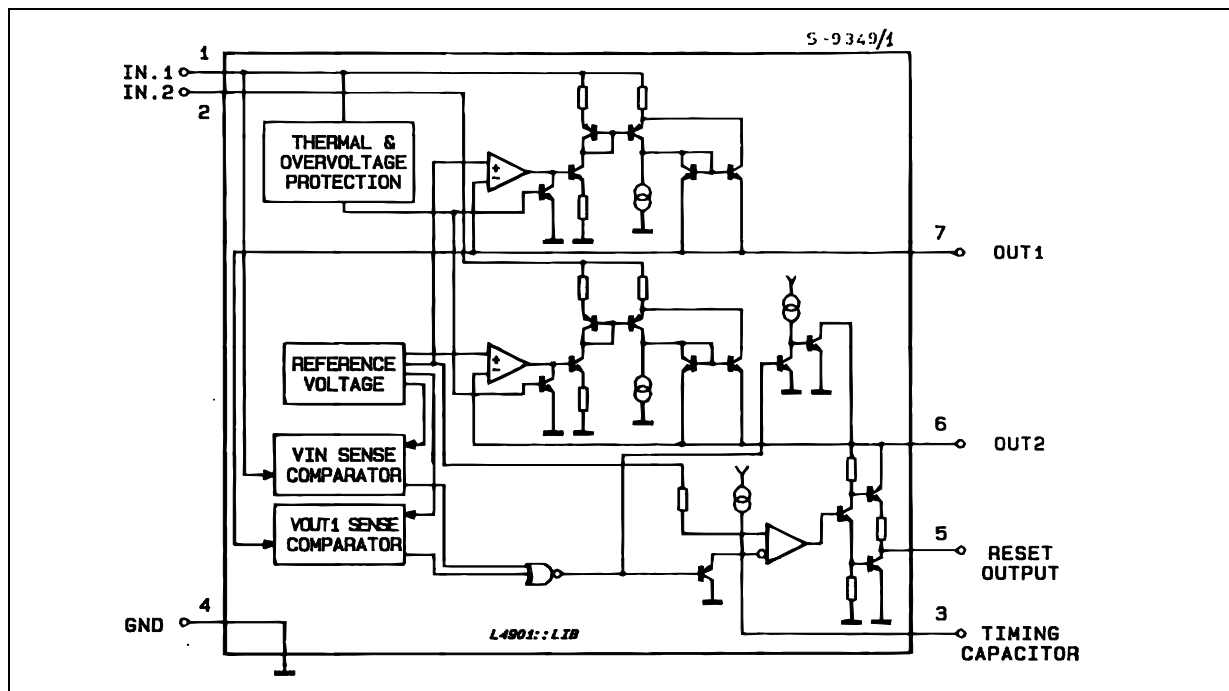 S-9349/1
1
IN.1
IN.2
2
THERMAL &
OVERVOLTAGE
PROTECTION
+
-
7
OUT1
REFERENCE
VOLTAGE
+
-
6
OUT2
VIN SENSE
COMPARATOR
VOUT1 SENSE
COMPARATOR
5
RESET
OUTPUT
4
GND
L4901::LIB
3
TIMING
CAPACITOR